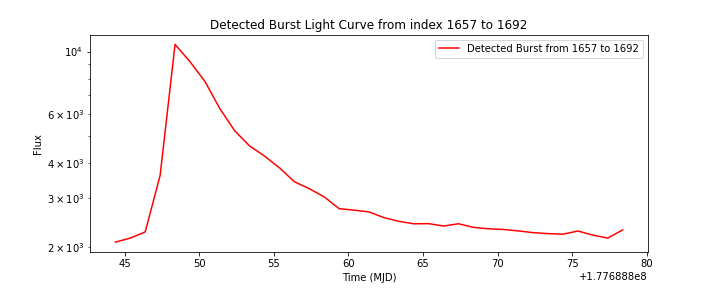 Detected Burst Light Curve from index 1657 to 1692
Detected Burst from 1657 to 1692
10⁴
6 × 10³
4 × 10³
3 × 10³
2 × 10³
Flux
45 50 55 60 65 70 75 80
Time (MJD)
+1.776888e8